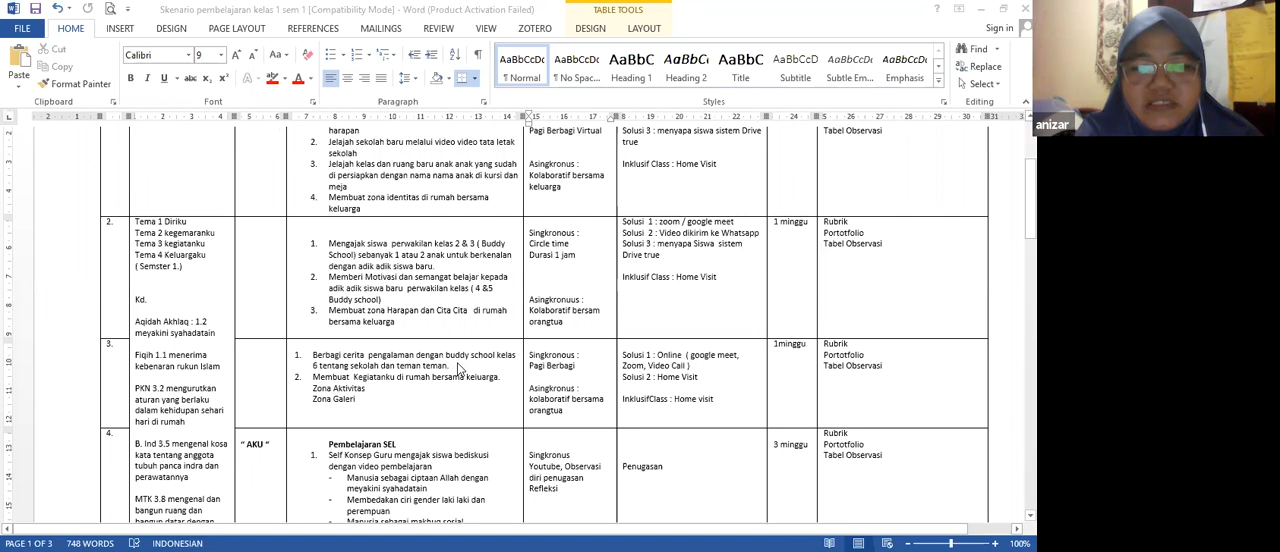 Skenario pembelajaran kelas 1 sem 1 [Compatibility Mode] - Word (Product Activation Failed)
TABLE TOOLS
FILE HOME INSERT DESIGN PAGE LAYOUT REFERENCES MAILINGS REVIEW VIEW ZOTERO DESIGN LAYOUT Sign in
Paste
Cut
Copy
Format Painter
Clipboard
Calibri 9
Font
Paragraph
AaBbCcDc AaBbCcDc AaBbC AaBbCc AaBbC AaBbCcD AaBbCcDc AaBbCcDc
¶ Normal ¶ No Spac... Heading 1 Heading 2 Title Subtitle Subtle Em... Emphasis
Styles
Find
Replace
Select
Editing
anizar
harapan
2. Jelajah sekolah baru melalui video video tata letak
sekolah
3. Jelajah kelas dan ruang baru anak anak yang sudah
di persiapkan dengan nama nama anak di kursi dan
meja
4. Membuat zona identitas di rumah bersama
keluarga
Pagi Berbagi Virtual
Asingkronus :
Kolaboratif bersama
keluarga
Solusi 3 : menyapa siswa sistem Drive
true
Inklusif Class : Home Visit
Tabel Observasi
2.
Tema 1 Diriku
Tema 2 kegemaranku
Tema 3 kegiatanku
Tema 4 Keluargaku
( Semster 1.)
Kd.
Aqidah Akhlaq : 1.2
meyakini syahadatain
1. Mengajak siswa perwakilan kelas 2 & 3 ( Buddy
School) sebanyak 1 atau 2 anak untuk berkenalan
dengan adik adik siswa baru.
2. Memberi Motivasi dan semangat belajar kepada
adik adik siswa baru perwakilan kelas ( 4 &5
Buddy school)
3. Membuat zona Harapan dan Cita Cita di rumah
bersama keluarga
Singkronus :
Circle time
Durasi 1 jam
Asingkronuus :
Kolaboratif bersam
orangtua
Solusi 1 : zoom / google meet
Solusi 2 : Video dikirim ke Whatsapp
Solusi 3 : menyapa Siswa sistem
Drive true
Inklusif Class : Home Visit
1 minggu
Rubrik
Portotfolio
Tabel Observasi
3.
Fiqih 1.1 menerima
kebenaran rukun Islam
PKN 3.2 mengurutkan
aturan yang berlaku
dalam kehidupan sehari
hari di rumah
1. Berbagi cerita pengalaman dengan buddy school kelas
6 tentang sekolah dan teman teman.
2. Membuat Kegiatanku di rumah bersama keluarga.
Zona Aktivitas
Zona Galeri
Singkronus :
Pagi Berbagi
Asingkronus :
kolaboratif bersama
orangtua
Solusi 1 : Online ( google meet,
Zoom, Video Call )
Solusi 2 : Home Visit
InklusifClass : Home visit
1minggu
Rubrik
Portofolio
Tabel Observasi
4.
B. Ind 3.5 mengenal kosa
kata tentang anggota
tubuh panca indra dan
perawatannya
MTK 3.8 mengenal dan
bangun ruang dan
bangun datar dengan
" AKU "
Pembelajaran SEL
1. Self Konsep Guru mengajak siswa bediskusi
dengan video pembelajaran
- Manusia sebagai ciptaan Allah dengan
meyakini syahadatain
- Membedakan ciri gender laki laki dan
perempuan
- Manusia sebagai makhug sosial
Singkronus
Youtube, Observasi
diri penugasan
Refleksi
Penugasan
3 minggu
Rubrik
Portotfolio
Tabel Observasi
PAGE 1 OF 3 748 WORDS INDONESIAN 100%